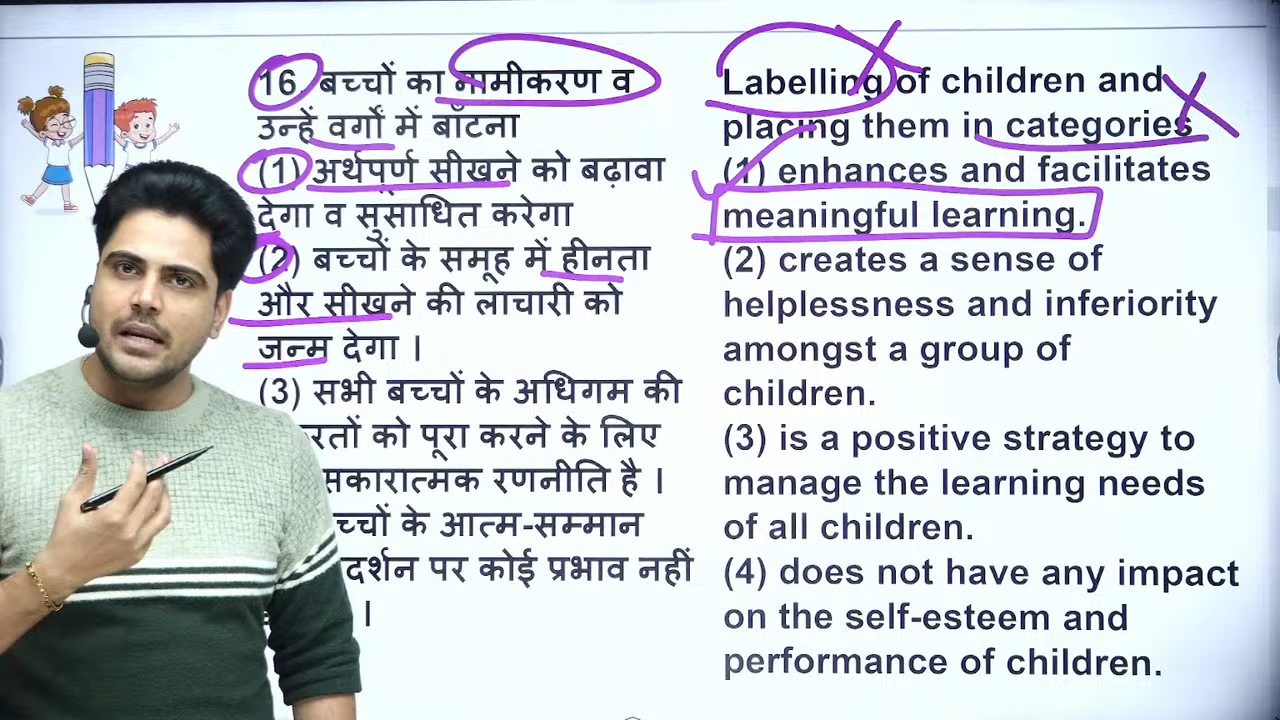 16. बच्चों का नामीकरण व
उन्हें वर्गों में बाँटना
(1) अर्थपूर्ण सीखने को बढ़ावा
देगा व सुसाधित करेगा
(2) बच्चों के समूह में हीनता
और सीखने की लाचारी को
जन्म देगा ।
(3) सभी बच्चों के अधिगम की
को पूरा करने के लिए
सकारात्मक रणनीति है ।
के आत्म-सम्मान
पर कोई प्रभाव नहीं
।
Labelling of children and
placing them in categories
(1) enhances and facilitates
meaningful learning.
(2) creates a sense of
helplessness and inferiority
amongst a group of
children.
(3) is a positive strategy to
manage the learning needs
of all children.
(4) does not have any impact
on the self-esteem and
performance of children.